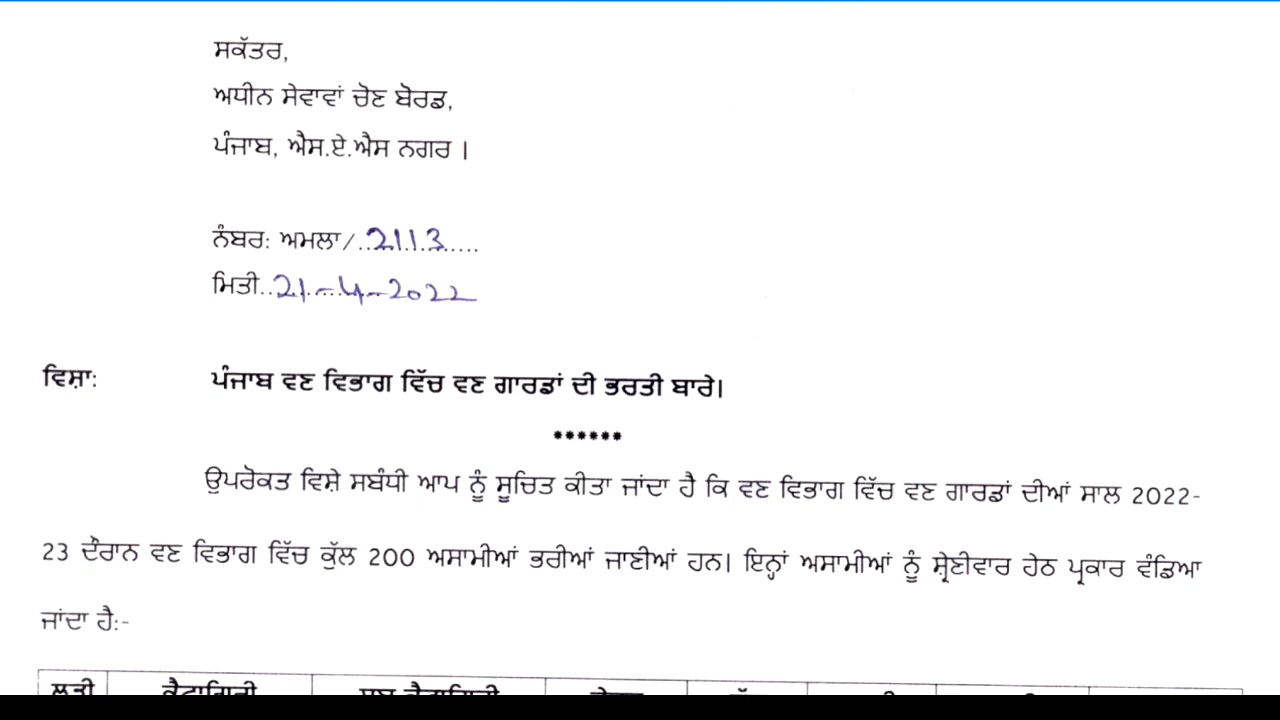 ਸਕੱਤਰ,
ਅਧੀਨ ਸੇਵਾਵਾਂ ਚੋਣ ਬੋਰਡ,
ਪੰਜਾਬ, ਐਸ.ਏ.ਐਸ ਨਗਰ ।
ਨੰਬਰ: ਅਮਲਾ/..2113.....
ਮਿਤੀ..21-4-2022
ਵਿਸ਼ਾ: ਪੰਜਾਬ ਵਣ ਵਿਭਾਗ ਵਿੱਚ ਵਣ ਗਾਰਡਾਂ ਦੀ ਭਰਤੀ ਬਾਰੇ।
******
ਉਪਰੋਕਤ ਵਿਸ਼ੇ ਸਬੰਧੀ ਆਪ ਨੂੰ ਸੂਚਿਤ ਕੀਤਾ ਜਾਂਦਾ ਹੈ ਕਿ ਵਣ ਵਿਭਾਗ ਵਿੱਚ ਵਣ ਗਾਰਡਾਂ ਦੀਆਂ ਸਾਲ 2022-
23 ਦੌਰਾਨ ਵਣ ਵਿਭਾਗ ਵਿੱਚ ਕੁੱਲ 200 ਅਸਾਮੀਆਂ ਭਰੀਆਂ ਜਾਣੀਆਂ ਹਨ। ਇਨ੍ਹਾਂ ਅਸਾਮੀਆਂ ਨੂੰ ਸ਼੍ਰੇਣੀਵਾਰ ਹੇਠ ਪ੍ਰਕਾਰ ਵੰਡਿਆ
ਜਾਂਦਾ ਹੈ:-